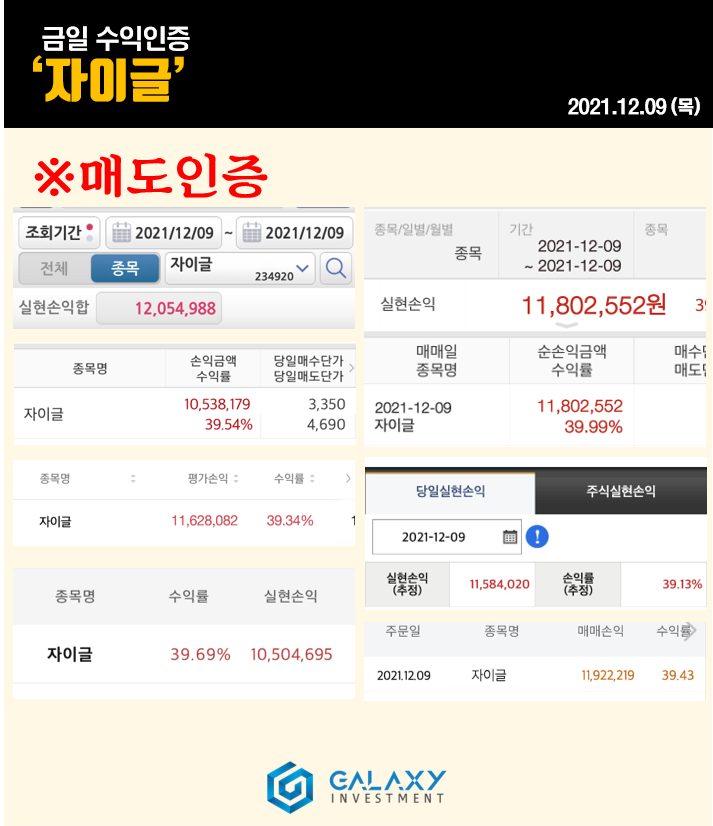 금일 수익인증
‘자이글’
2021.12.09 (목)
※매도인증
조회기간 2021/12/09 ~ 2021/12/09
전체 종목 자이글 234920
실현손익합 12,054,988
종목명 손익금액 당일매수단가
수익률 당일매도단가
자이글 10,538,179 3,350
39.54% 4,690
종목명 평가손익 수익률
자이글 11,628,082 39.34% 1
종목명 수익률 실현손익
자이글 39.69% 10,504,695
종목/일별/월별 기간 종목
종목 2021-12-09
~ 2021-12-09
실현손익 11,802,552원 39
매매일 순손익금액 매수단
종목명 수익률 매도단
2021-12-09 11,802,552
자이글 39.99%
당일실현손익 주식실현손익
2021-12-09
실현손익 (추정) 11,584,020 손익률 (추정) 39.13%
주문일 종목명 매매손익 수익률
2021.12.09 자이글 11,922,219 39.43
GALAXY
INVESTMENT